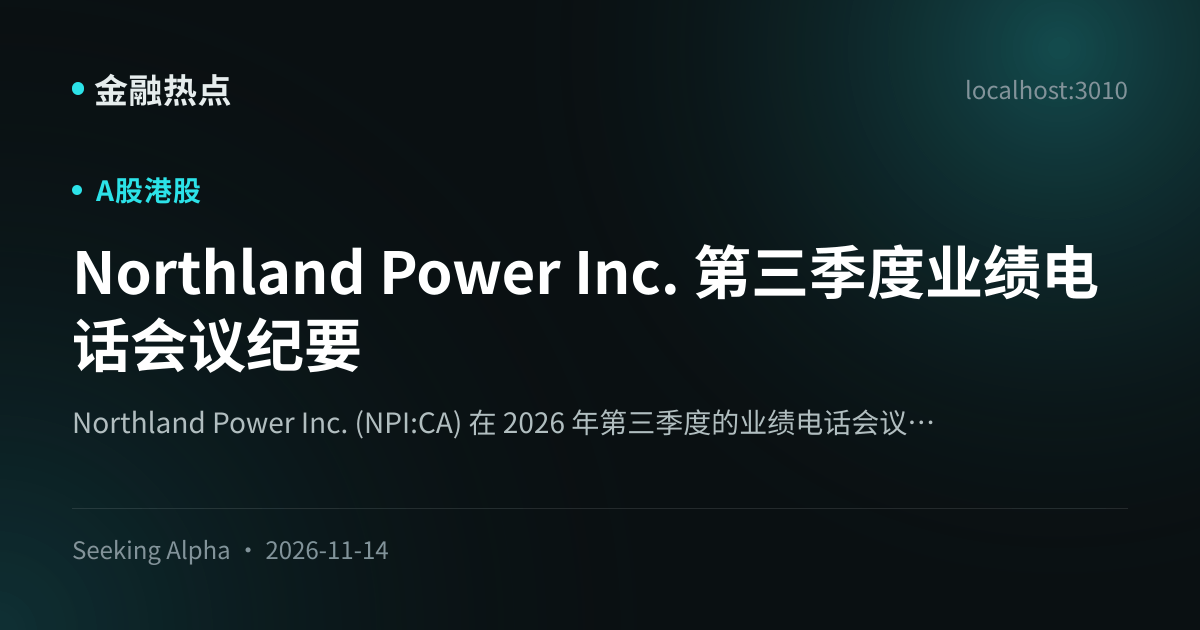 金融热点
localhost:3010
A股港股
Northland Power Inc. 第三季度业绩电
话会议纪要
Northland Power Inc. (NPI:CA) 在 2026 年第三季度的业绩电话会议…
Seeking Alpha · 2026-11-14